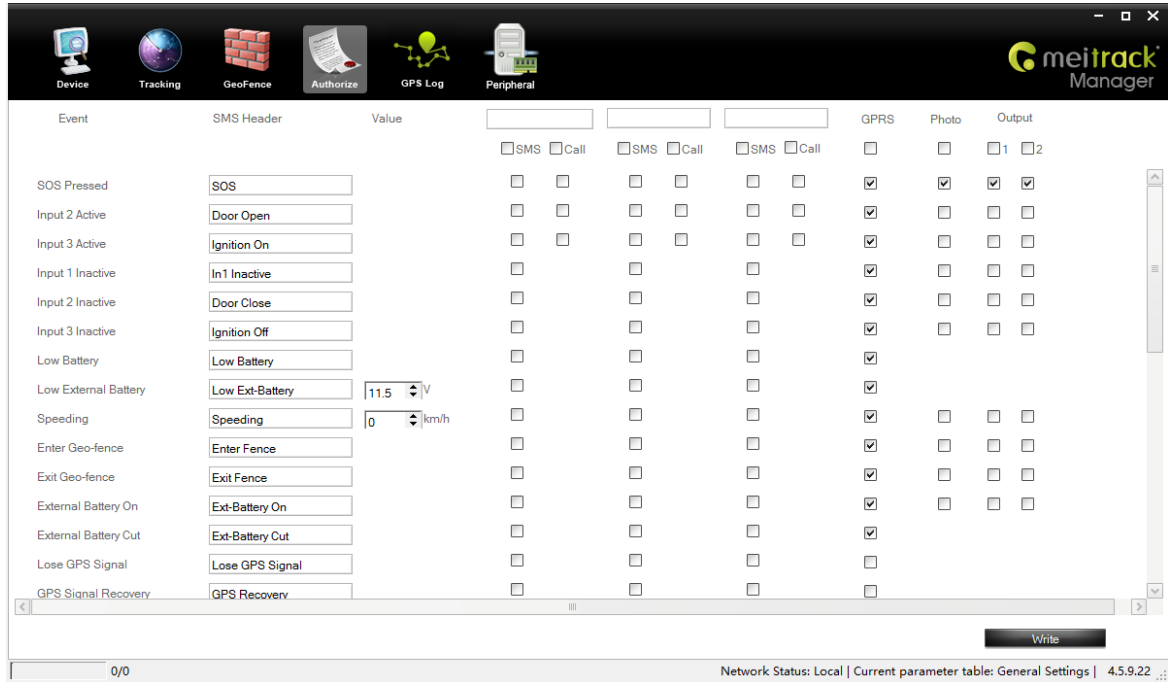 meitrack
Manager
Device Tracking GeoFence Authorize GPS Log Peripheral
Event SMS Header Value GPRS Photo Output
SMS Call SMS Call SMS Call 1 2
SOS Pressed SOS
Input 2 Active Door Open
Input 3 Active Ignition On
Input 1 Inactive In1 Inactive
Input 2 Inactive Door Close
Input 3 Inactive Ignition Off
Low Battery Low Battery
Low External Battery Low Ext-Battery 11.5 V
Speeding Speeding 0 km/h
Enter Geo-fence Enter Fence
Exit Geo-fence Exit Fence
External Battery On Ext-Battery On
External Battery Cut Ext-Battery Cut
Lose GPS Signal Lose GPS Signal
GPS Signal Recovery GPS Recovery
Write
0/0 Network Status: Local | Current parameter table: General Settings | 4.5.9.22